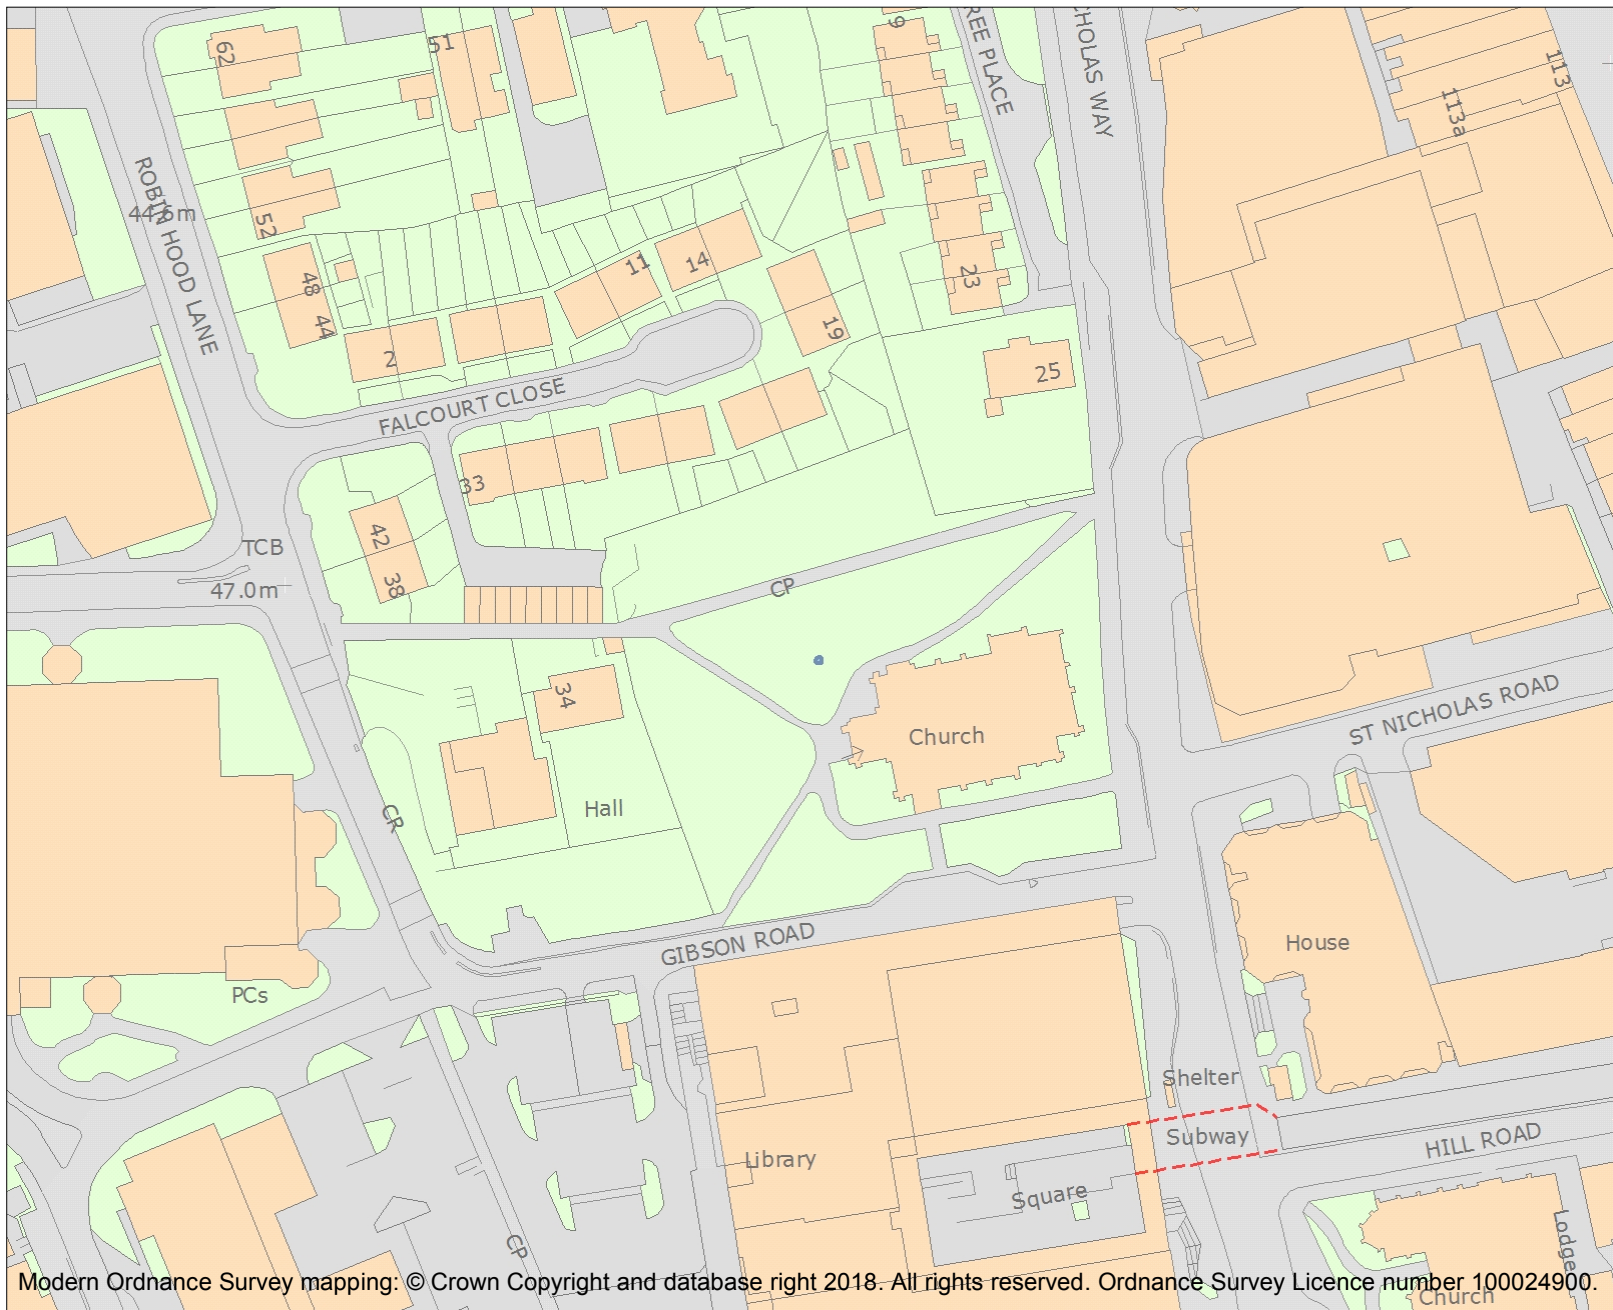 62
51
9
REE PLACE
CHOLAS WAY
113
113a
ROBIN HOOD LANE
44.6m
52
48
44
11
14
19
23
25
2
FALCOURT CLOSE
33
42
38
TCB
47.0m
CP
34
Church
ST NICHOLAS ROAD
CR
Hall
GIBSON ROAD
House
PCs
Shelter
Subway
HILL ROAD
Library
Square
CP
Lodge
Church
Modern Ordnance Survey mapping: © Crown Copyright and database right 2018. All rights reserved. Ordnance Survey Licence number 100024900.